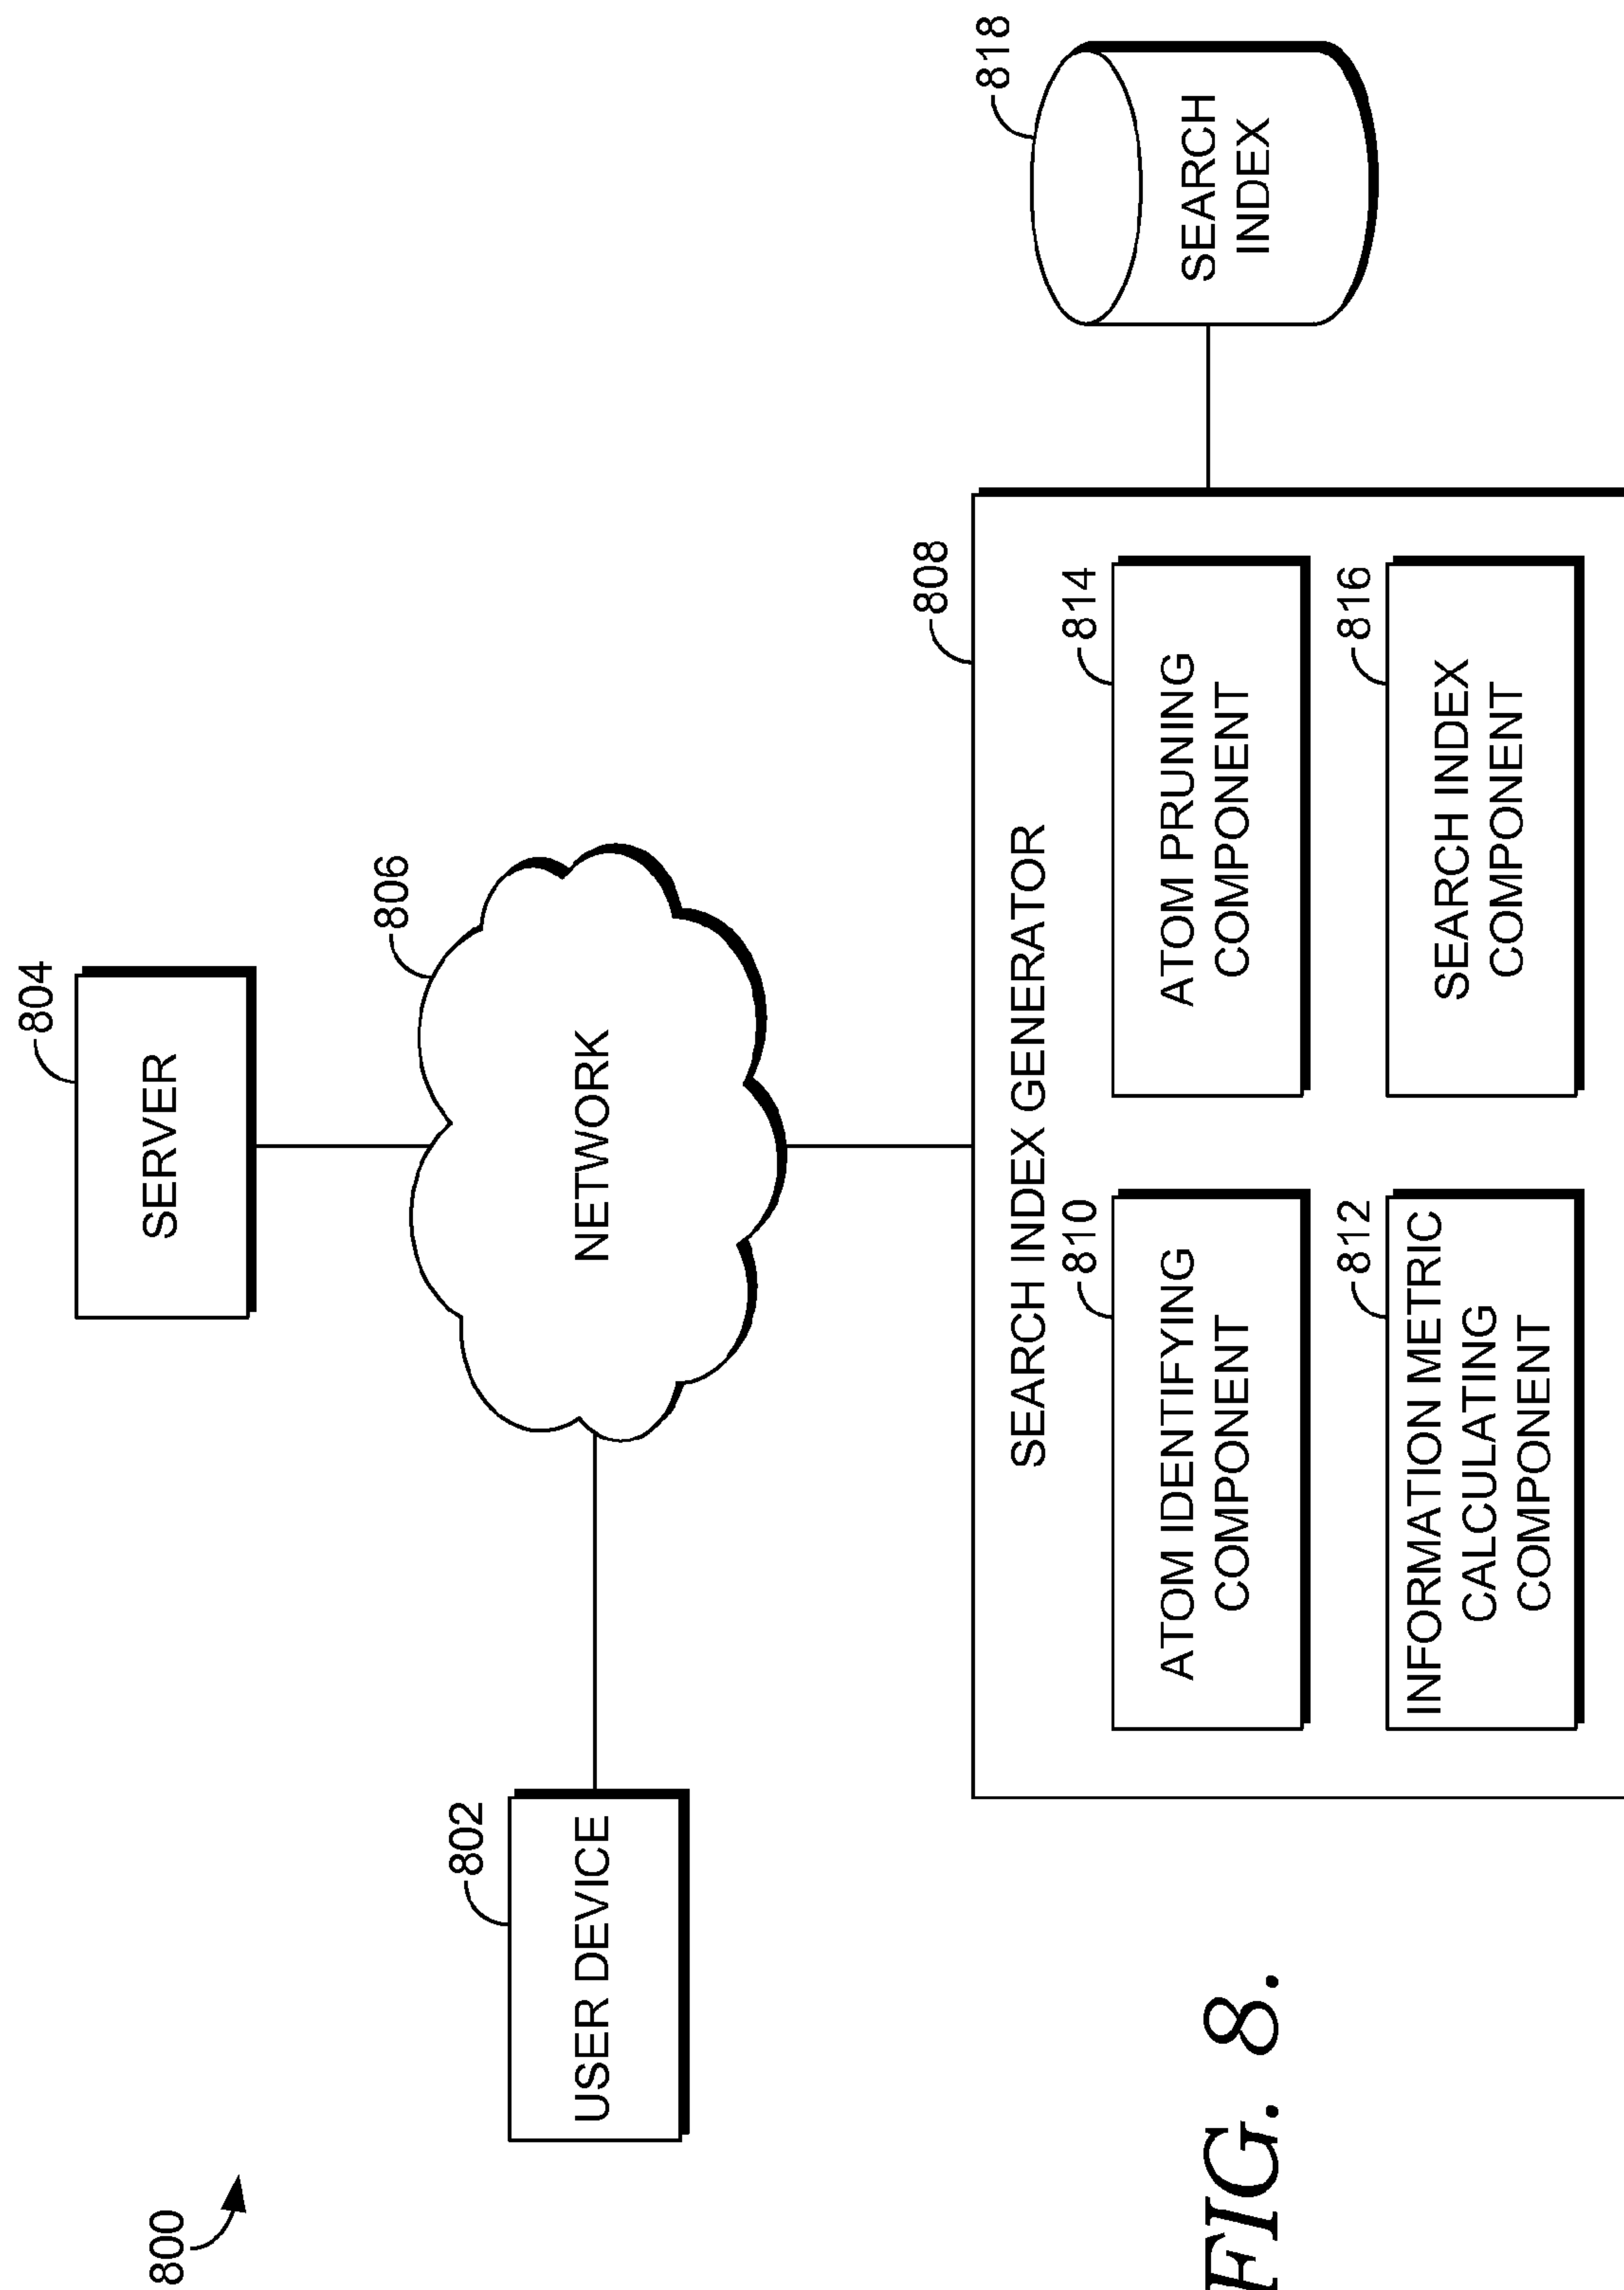 800
804
SERVER
806
NETWORK
802
USER DEVICE
808
SEARCH INDEX GENERATOR
810
ATOM IDENTIFYING
COMPONENT
814
ATOM PRUNING
COMPONENT
812
INFORMATION METRIC
CALCULATING
COMPONENT
816
SEARCH INDEX
COMPONENT
818
SEARCH
INDEX
FIG. 8.